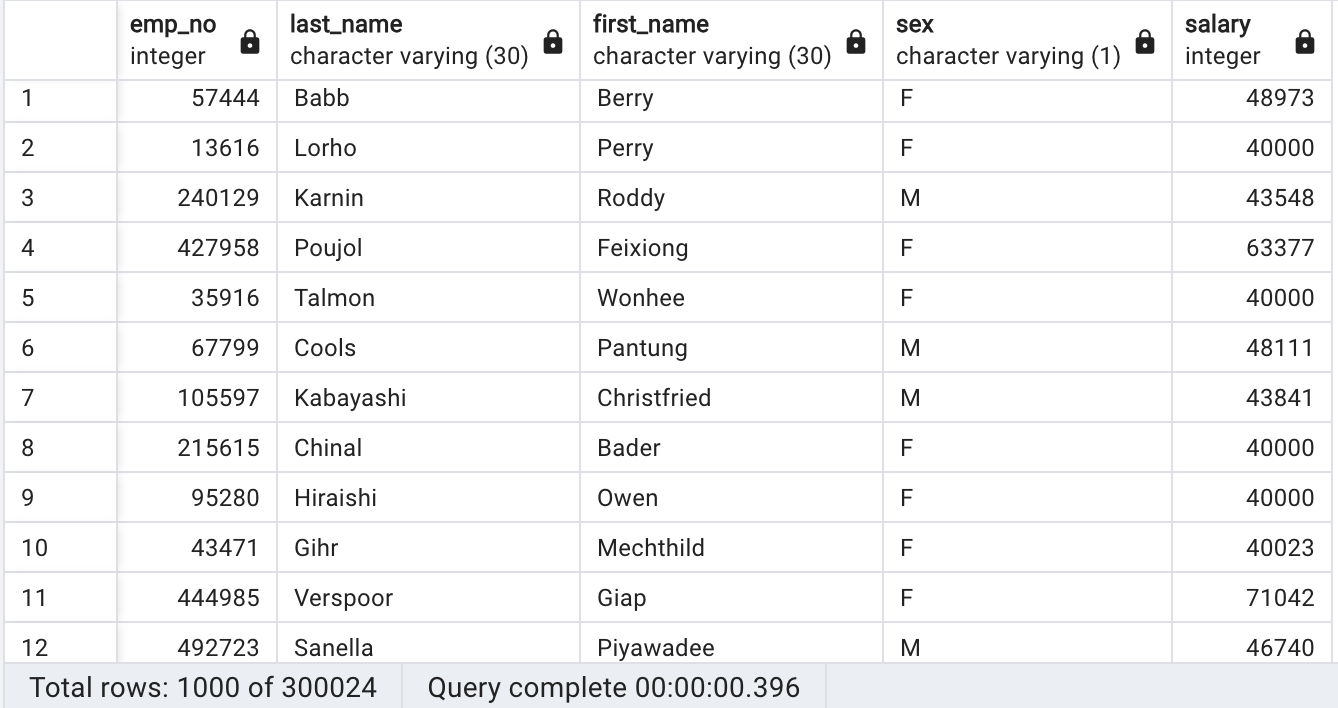 emp_no last_name first_name sex salary
integer character varying (30) character varying (30) character varying (1) integer
1 57444 Babb Berry F 48973
2 13616 Lorho Perry F 40000
3 240129 Karnin Roddy M 43548
4 427958 Poujol Feixiong F 63377
5 35916 Talmon Wonhee F 40000
6 67799 Cools Pantung M 48111
7 105597 Kabayashi Christfried M 43841
8 215615 Chinal Bader F 40000
9 95280 Hiraishi Owen F 40000
10 43471 Gihr Mechthild F 40023
11 444985 Verspoor Giap F 71042
12 492723 Sanella Piyawadee M 46740
Total rows: 1000 of 300024 Query complete 00:00:00.396